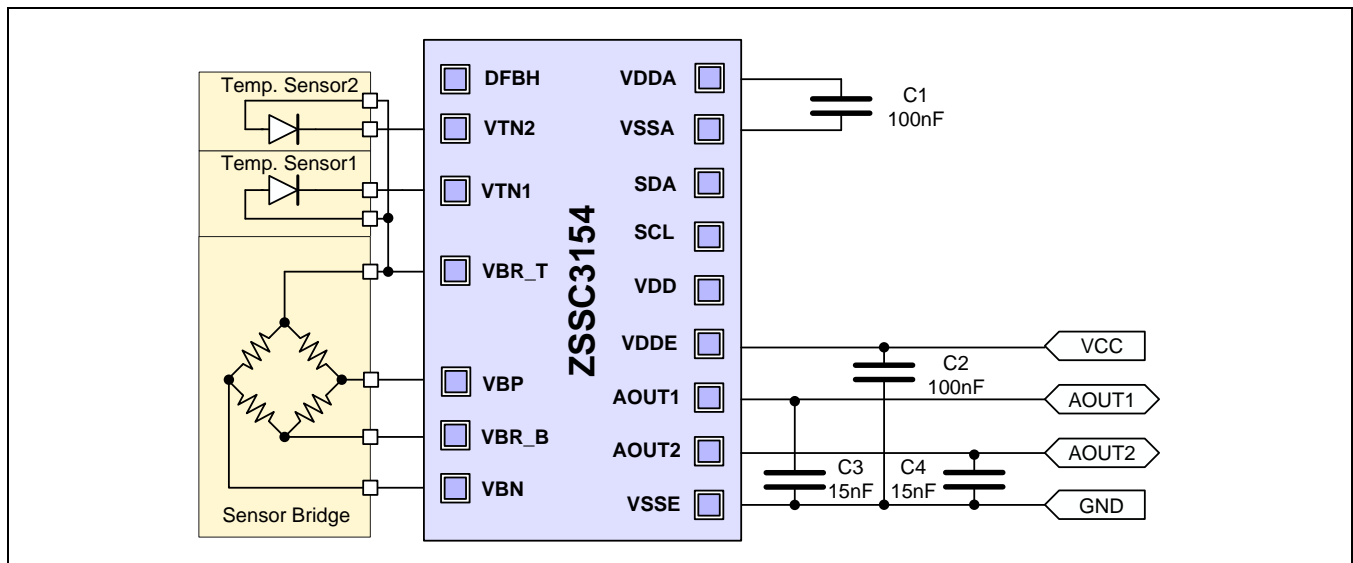 Temp. Sensor2
Temp. Sensor1
Sensor Bridge
DFBH
VTN2
VTN1
VBR_T
VBP
VBR_B
VBN
ZSSC3154
VDDA
VSSA
SDA
SCL
VDD
VDDE
AOUT1
AOUT2
VSSE
C1
100nF
C2
100nF
C3
15nF
C4
15nF
VCC
AOUT1
AOUT2
GND